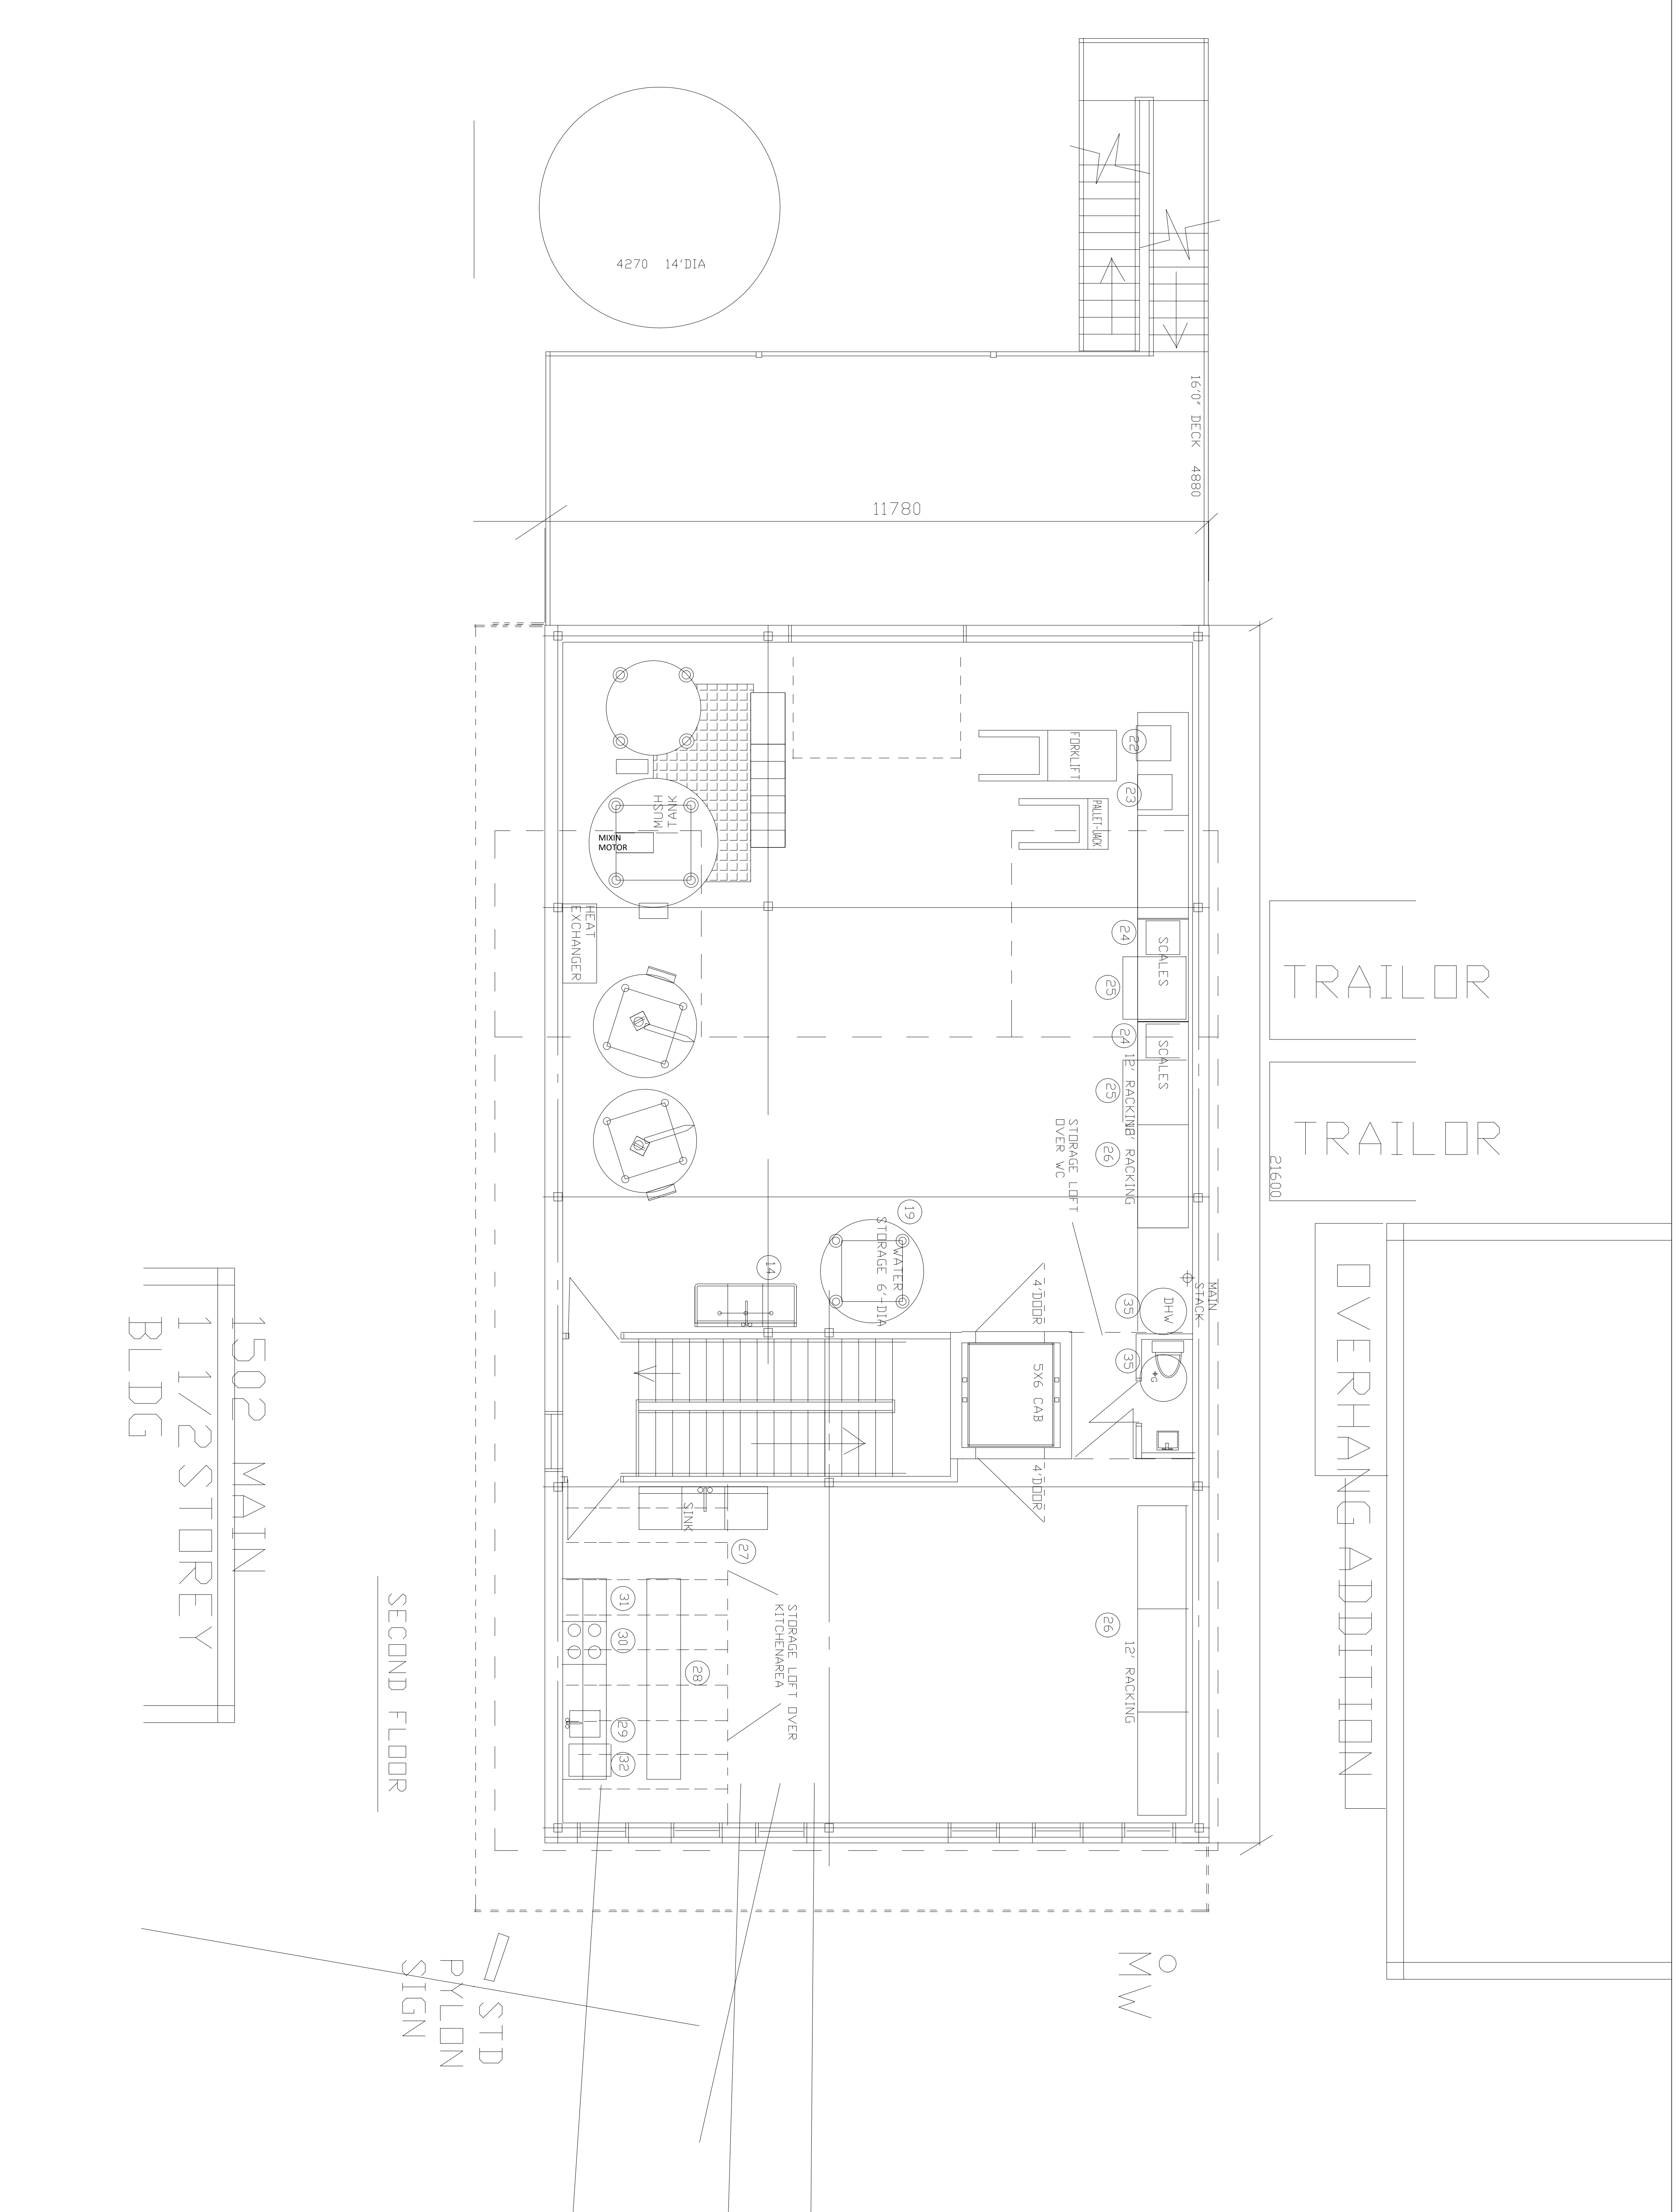 4270 14'DIA
16'0" DECK 4880
11780
FORKLIFT
22
23
PALLET-JACK
MUSH
TANK
MIXIN
MOTOR
HEAT
EXCHANGER
24
SCALES
25
24
SCALES
25
12' RACKING
26
RACKING
STORAGE LOFT
OVER WC
TRAILOR
TRAILOR
21600
19
WATER
STORAGE 6'-DIA
14
4'DOOR
5X6 CAB
4'DOOR
35
DHW
MAIN
STACK
35
G
SINK
27
31
30
28
29
32
STORAGE LOFT OVER
KITCHENAREA
26
12' RACKING
OVERHANG ADDITION
1502 MAIN
1 1/2 STOREY
BLDG
SECOND FLOOR
STD
PYLON
SIGN
MW